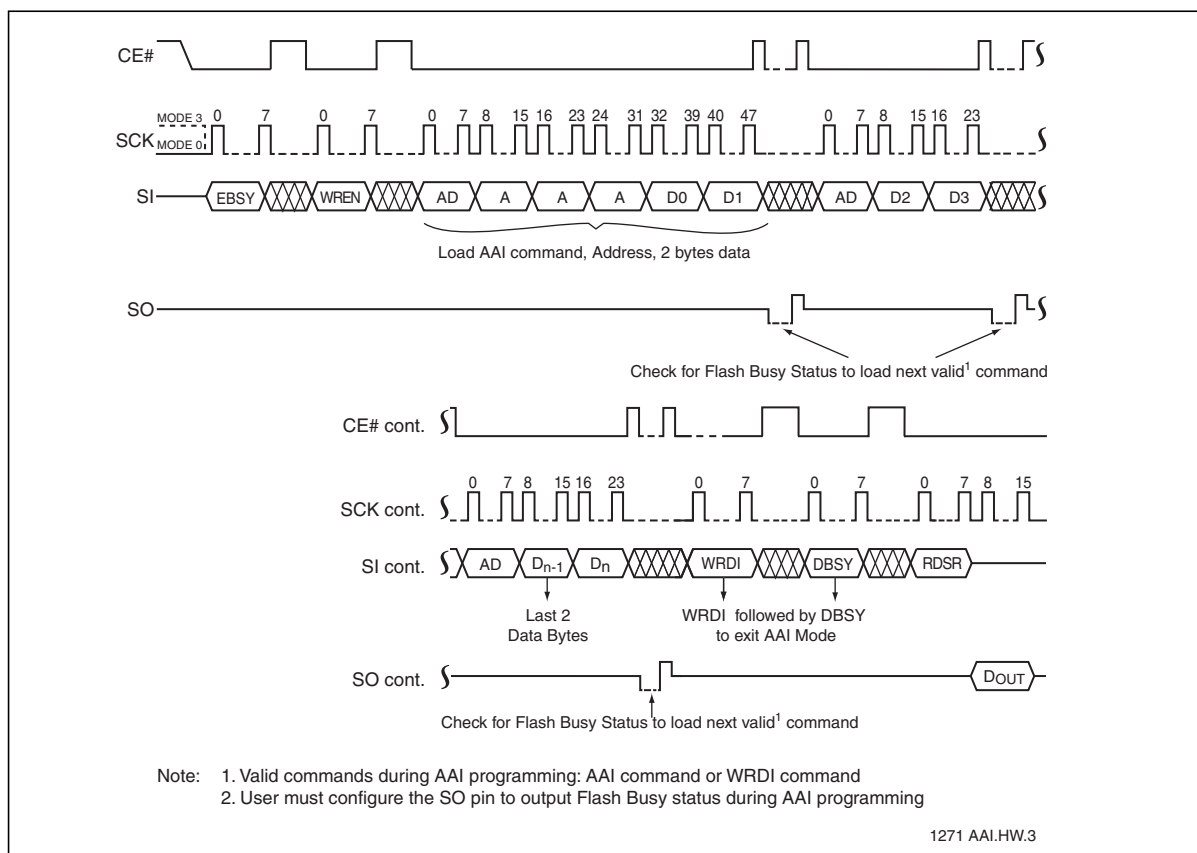 CE#
MODE 3 0 7 0 7 0 7 8 15 16 23 24 31 32 39 40 47 0 7 8 15 16 23
SCK MODE 0
SI EBSY WREN AD A A A D0 D1 AD D2 D3
Load AAI command, Address, 2 bytes data
SO
Check for Flash Busy Status to load next valid1 command
CE# cont.
0 7 8 15 16 23 0 7 0 7 0 7 8 15
SCK cont.
SI cont. AD Dn-1 Dn WRDI DBSY RDSR
Last 2 WRDI followed by DBSY
Data Bytes to exit AAI Mode
SO cont. DOUT
Check for Flash Busy Status to load next valid1 command
Note: 1. Valid commands during AAI programming: AAI command or WRDI command
2. User must configure the SO pin to output Flash Busy status during AAI programming
1271 AAI.HW.3